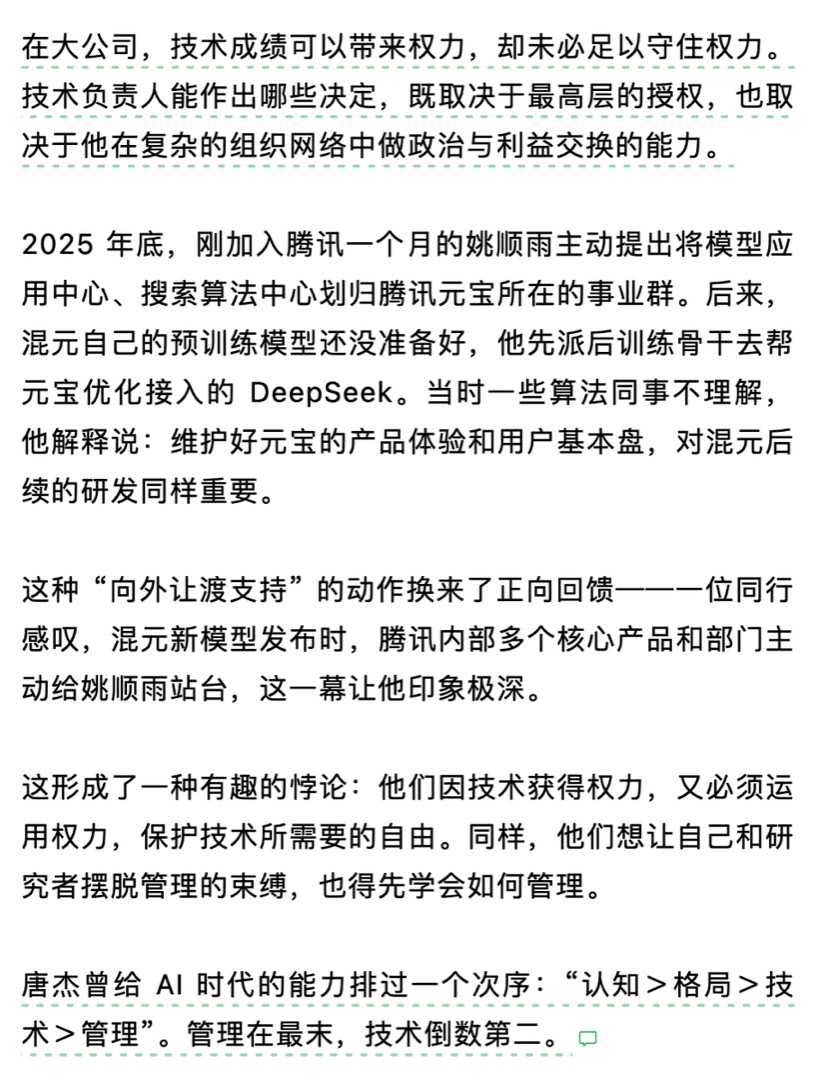 在大公司，技术成绩可以带来权力，却未必足以守住权力。
技术负责人能作出哪些决定，既取决于最高层的授权，也取
决于他在复杂的组织网络中做政治与利益交换的能力。
2025 年底，刚加入腾讯一个月的姚顺雨主动提出将模型应
用中心、搜索算法中心划归腾讯元宝所在的事业群。后来，
混元自己的预训练模型还没准备好，他先派后训练骨干去帮
元宝优化接入的 DeepSeek。当时一些算法同事不理解，
他解释说：维护好元宝的产品体验和用户基本盘，对混元后
续的研发同样重要。
这种“向外让渡支持”的动作换来了正向回馈——一位同行
感叹，混元新模型发布时，腾讯内部多个核心产品和部门主
动给姚顺雨站台，这一幕让他印象极深。
这形成了一种有趣的悖论：他们因技术获得权力，又必须运
用权力，保护技术所需要的自由。同样，他们想让自己和研
究者摆脱管理的束缚，也得先学会如何管理。
唐杰曾给 AI 时代的能力排过一个次序：“认知＞格局＞技
术＞管理”。管理在最末，技术倒数第二。